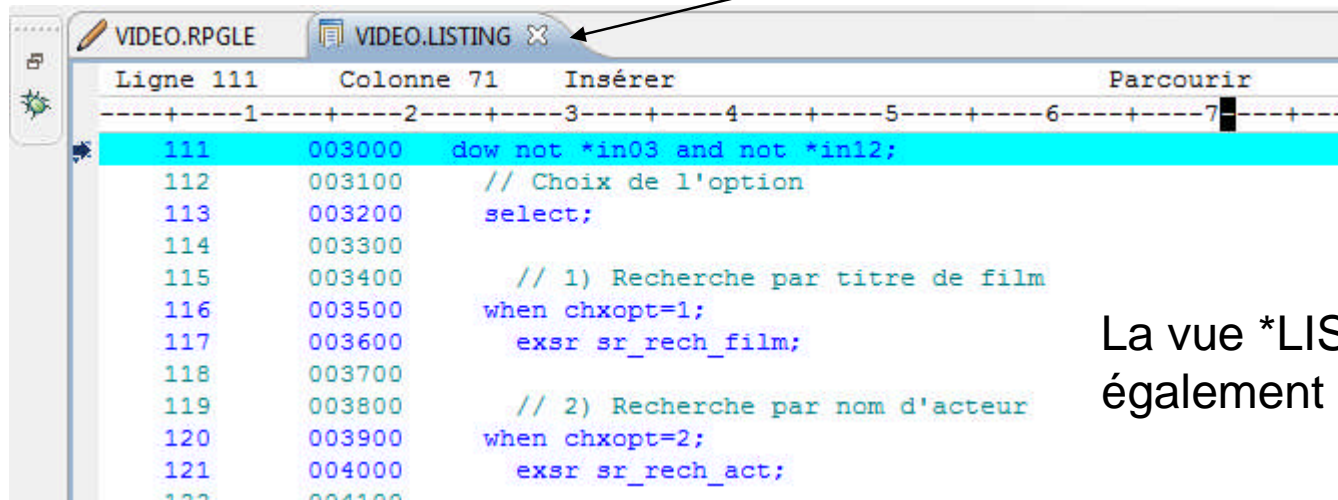 VIDEO.RPGLE VIDEO.LISTING
Ligne 111 Colonne 71 Insérer Parcourir
----+----1----+----2----+----3----+----4----+----5----+----6----+----7----+---
111 003000 dow not *in03 and not *in12;
112 003100 // Choix de l'option
113 003200 select;
114 003300
115 003400 // 1) Recherche par titre de film
116 003500 when chxopt=1;
117 003600 exsr sr_rech_film;
118 003700
119 003800 // 2) Recherche par nom d'acteur
120 003900 when chxopt=2;
121 004000 exsr sr_rech_act;
La vue *LIS
également